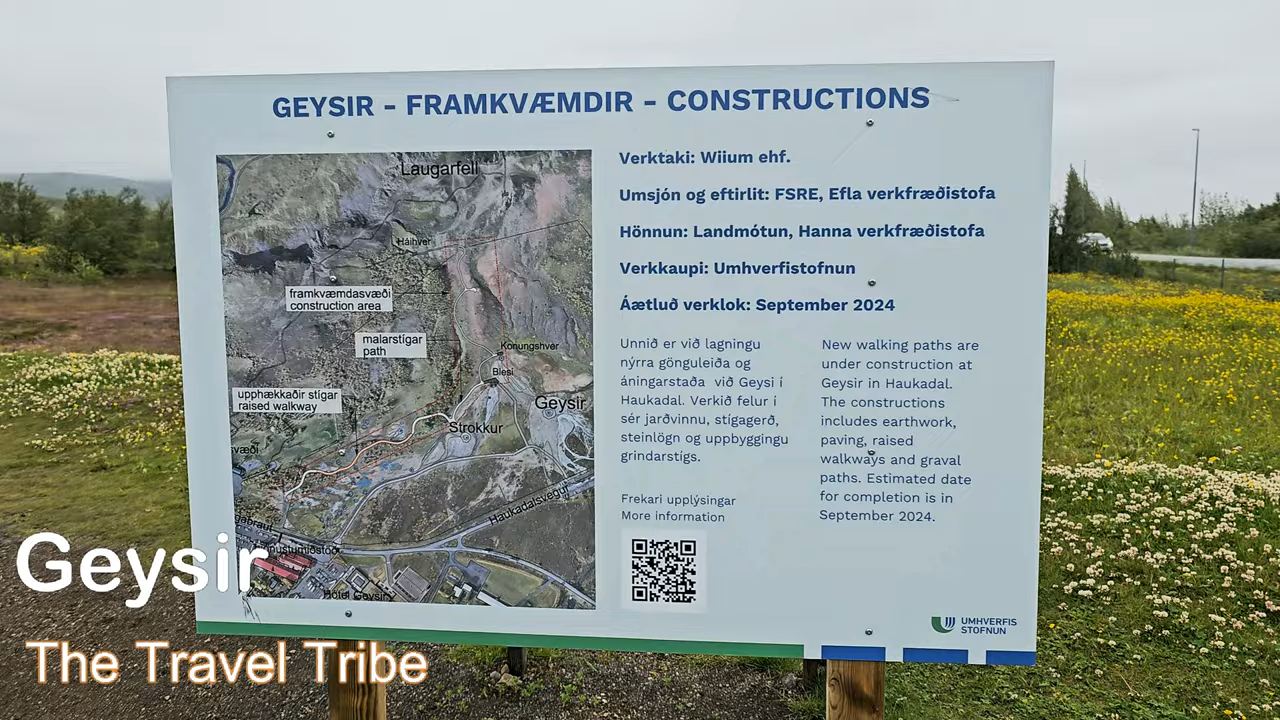 GEYSIR - FRAMKVÆMDIR - CONSTRUCTIONS
Laugarfell
Háihver
framkvæmdasvæði
construction area
malarstígar
path
Konungshver
Blesi
upphækkaðir stígar
raised walkway
Geysir
Strokkur
Haukadalsvegur
Hótel Geysir
Verktaki: Wiium ehf.
Umsjón og eftirlit: FSRE, Efla verkfræðistofa
Hönnun: Landmótun, Hanna verkfræðistofa
Verkkaupi: Umhverfistofnun
Áætluð verklok: September 2024
Unnið er við lagningu
nýrra gönguleiða og
áningarstaða við Geysi í
Haukadal. Verkið felur í
sér jarðvinnu, stígagerð,
steinlögn og uppbyggingu
grindarstígs.
Frekari upplýsingar
More information
New walking paths are
under construction at
Geysir in Haukadal.
The constructions
includes earthwork,
paving, raised
walkways and graval
paths. Estimated date
for completion is in
September 2024.
UMHVERFIS
STOFNUN
Geysir
The Travel Tribe